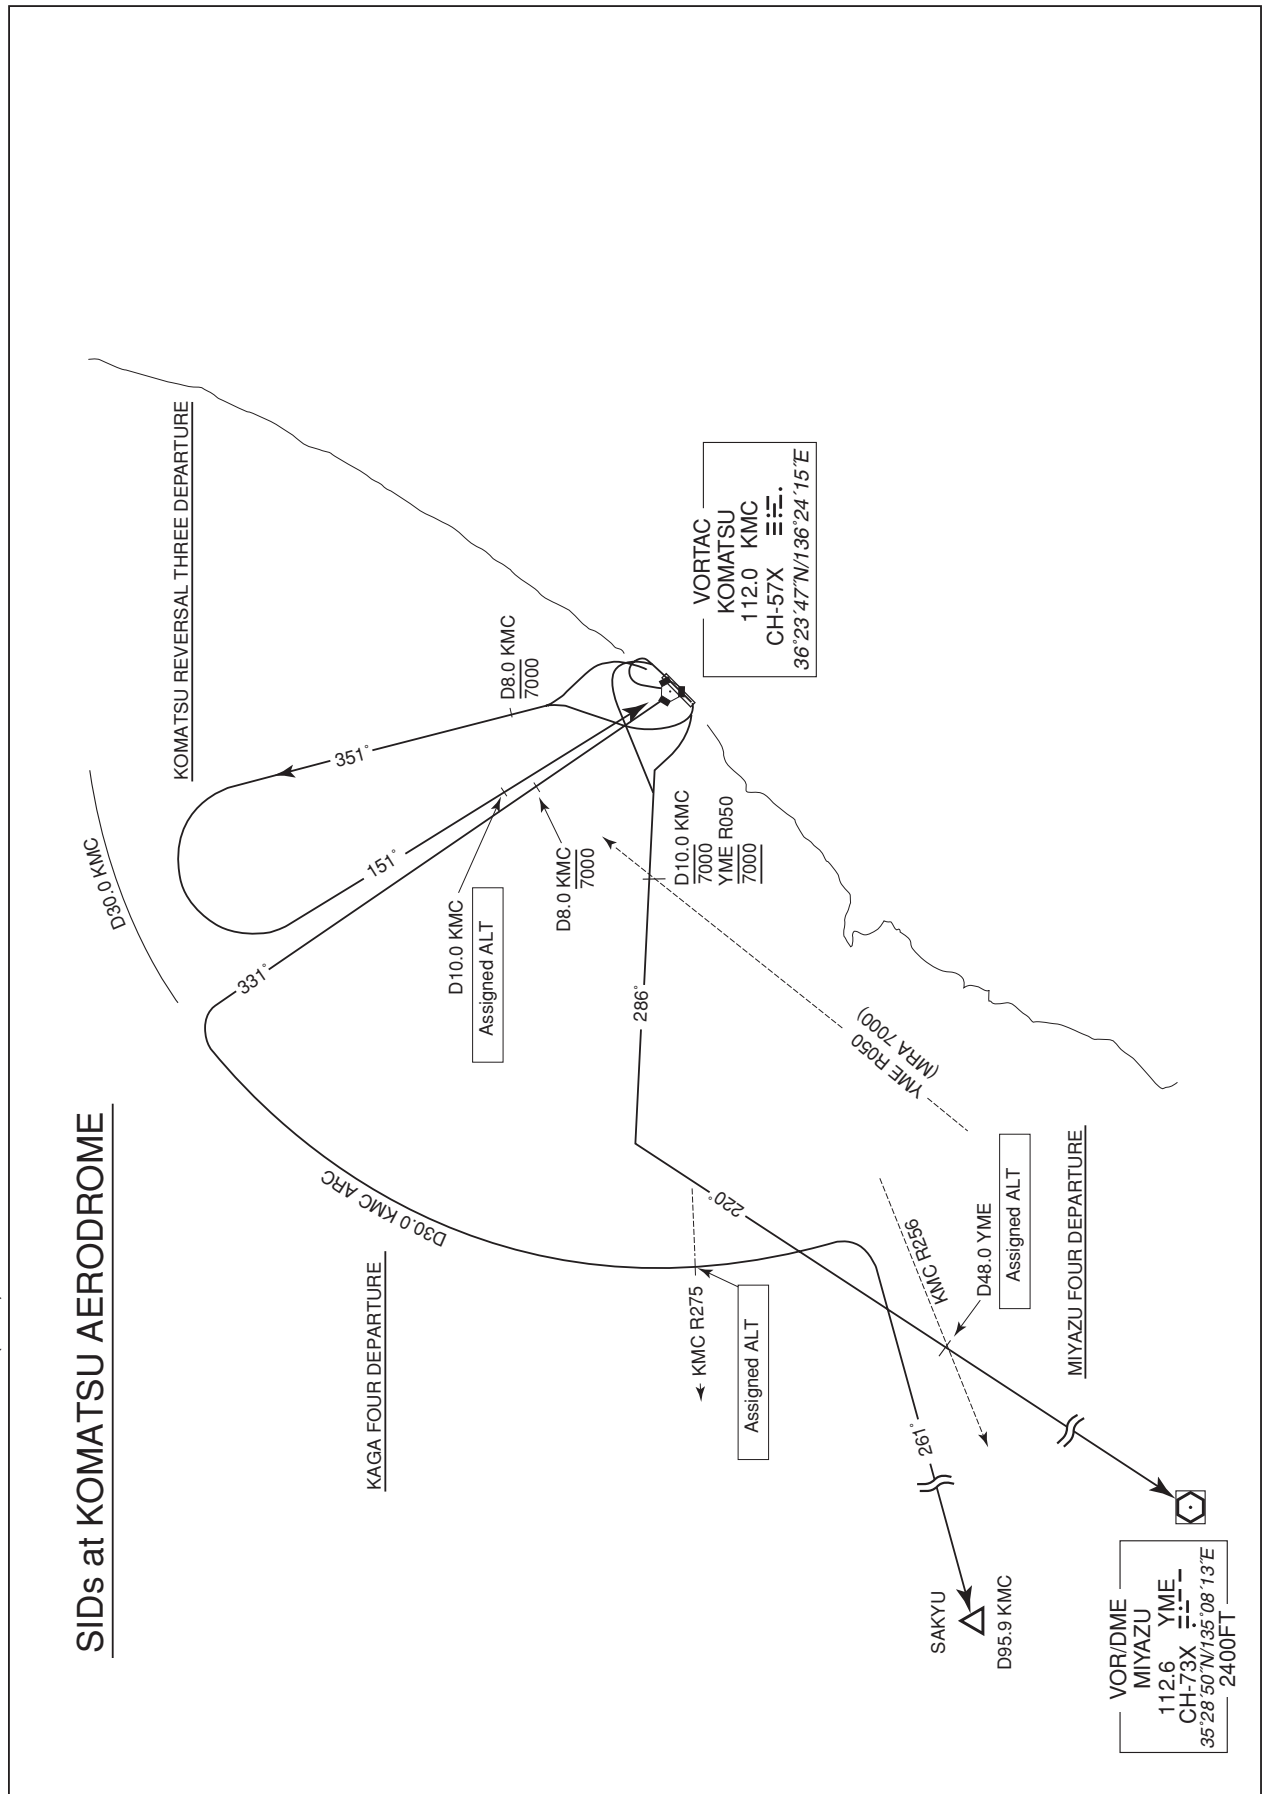 SIDs at KOMATSU AERODROME
KOMATSU REVERSAL THREE DEPARTURE
D30.0 KMC
351°
151°
331°
D8.0 KMC
7000
D10.0 KMC
Assigned ALT
D8.0 KMC
7000
VORTAC
KOMATSU
112.0 KMC
CH-57X
36°23′47″N/136°24′15″E
D10.0 KMC
7000
YME R050
7000
286°
YME R050
(MRA 7000)
D30.0 KMC ARC
KAGA FOUR DEPARTURE
220°
KMC R275
Assigned ALT
KMC R256
D48.0 YME
Assigned ALT
MIYAZU FOUR DEPARTURE
261°
SAKYU
D95.9 KMC
VOR/DME
MIYAZU
112.6 YME
CH-73X
35°28′50″N/135°08′13″E
2400FT